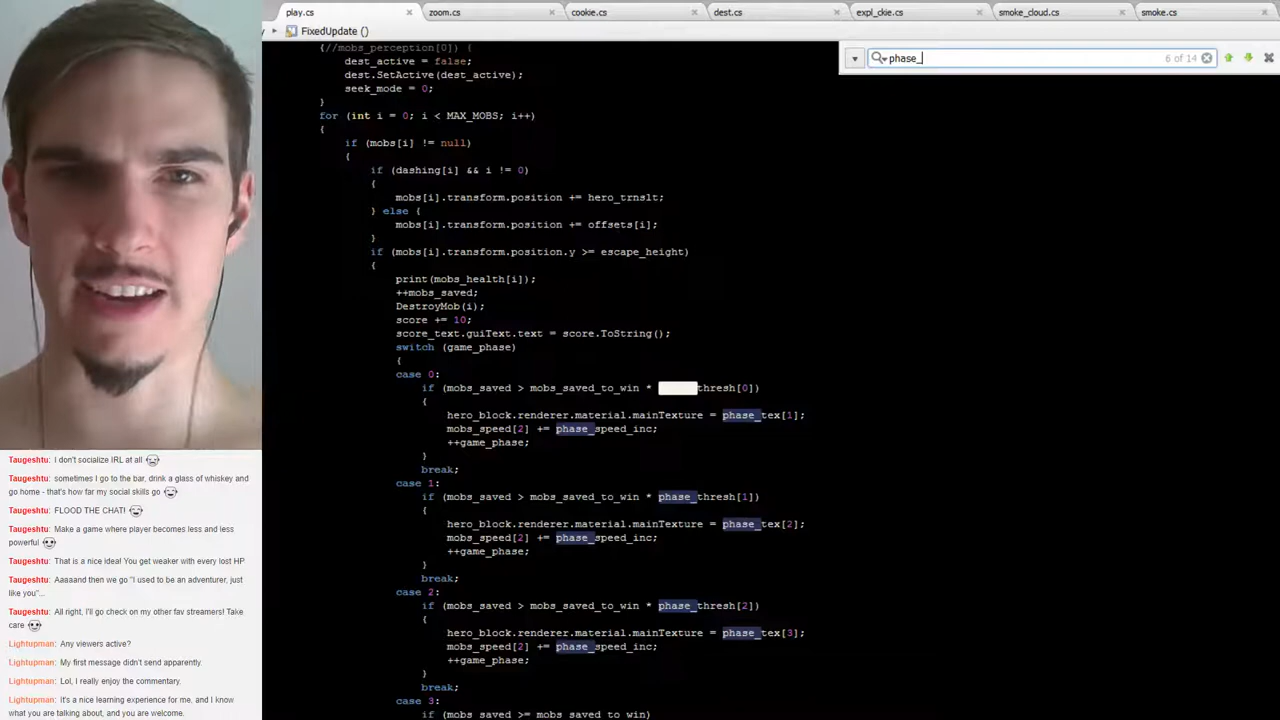 play.cs
zoom.cs
cookie.cs
dest.cs
expl_ckie.cs
smoke_cloud.cs
smoke.cs
FixedUpdate ()
phase_
6 of 14
{//mobs_perception[0]) {
dest_active = false;
dest.SetActive(dest_active);
seek_mode = 0;
}
for (int i = 0; i < MAX_MOBS; i++)
{
if (mobs[i] != null)
{
if (dashing[i] && i != 0)
{
mobs[i].transform.position += hero_trnslt;
} else {
mobs[i].transform.position += offsets[i];
}
if (mobs[i].transform.position.y >= escape_height)
{
print(mobs_health[i]);
++mobs_saved;
DestroyMob(i);
score += 10;
score_text.guiText.text = score.ToString();
switch (game_phase)
{
case 0:
if (mobs_saved > mobs_saved_to_win * thresh[0])
{
hero_block.renderer.material.mainTexture = phase_tex[1];
mobs_speed[2] += phase_speed_inc;
++game_phase;
}
break;
case 1:
if (mobs_saved > mobs_saved_to_win * phase_thresh[1])
{
hero_block.renderer.material.mainTexture = phase_tex[2];
mobs_speed[2] += phase_speed_inc;
++game_phase;
}
break;
case 2:
if (mobs_saved > mobs_saved_to_win * phase_thresh[2])
{
hero_block.renderer.material.mainTexture = phase_tex[3];
mobs_speed[2] += phase_speed_inc;
++game_phase;
}
break;
case 3:
if (mobs_saved >= mobs_saved_to_win)
Taugeshtu: I don't socialize IRL at all
Taugeshtu: sometimes I go to the bar, drink a glass of whiskey and
go home - that's how far my social skills go
Taugeshtu: FLOOD THE CHAT!
Taugeshtu: Make a game where player becomes less and less
powerful
Taugeshtu: That is a nice idea! You get weaker with every lost HP
Taugeshtu: Aaaaand then we go "I used to be an adventurer, just
like you"...
Taugeshtu: All right, I'll go check on my other fav streamers! Take
care
Lightupman: Any viewers active?
Lightupman: My first message didn't send apparently.
Lightupman: Lol, I really enjoy the commentary.
Lightupman: It's a nice learning experience for me, and I know
what you are talking about, and you are welcome.